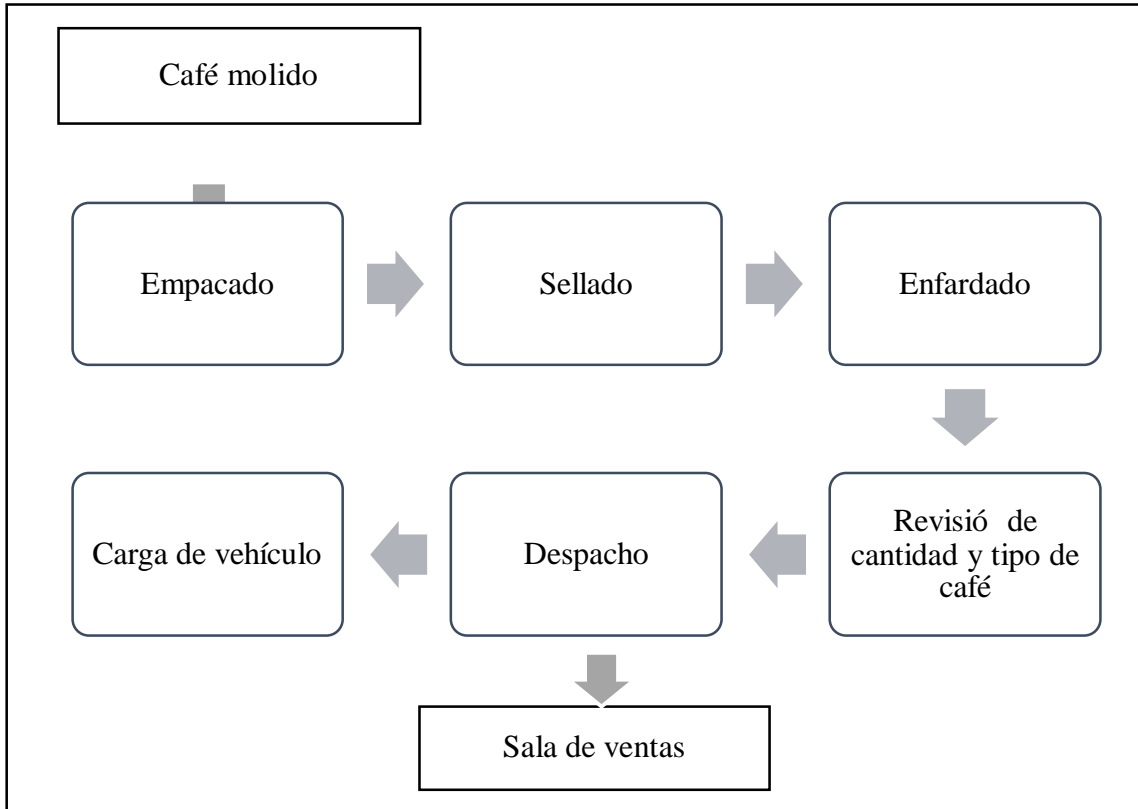 Café molido
Empacado
Sellado
Enfardado
Revisió de
cantidad y tipo de
café
Despacho
Carga de vehículo
Sala de ventas